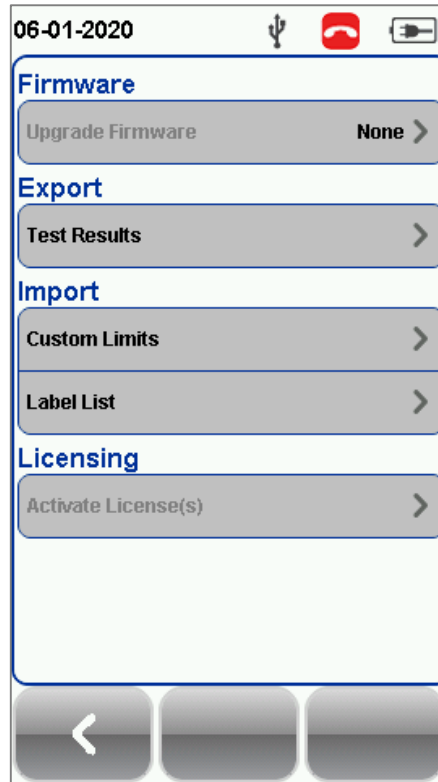 06-01-2020
Firmware
Upgrade Firmware None
Export
Test Results
Import
Custom Limits
Label List
Licensing
Activate License(s)